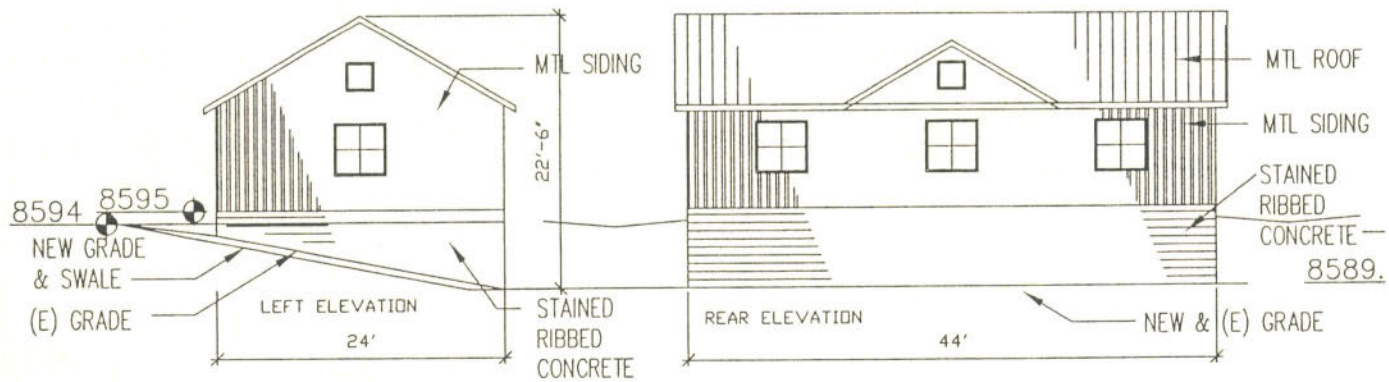 MTL SIDING
22'-6"
8594
8595
NEW GRADE
& SWALE
(E) GRADE
LEFT ELEVATION
24'
STAINED
RIBBED
CONCRETE
MTL ROOF
MTL SIDING
STAINED
RIBBED
CONCRETE
8589.
REAR ELEVATION
44'
NEW & (E) GRADE